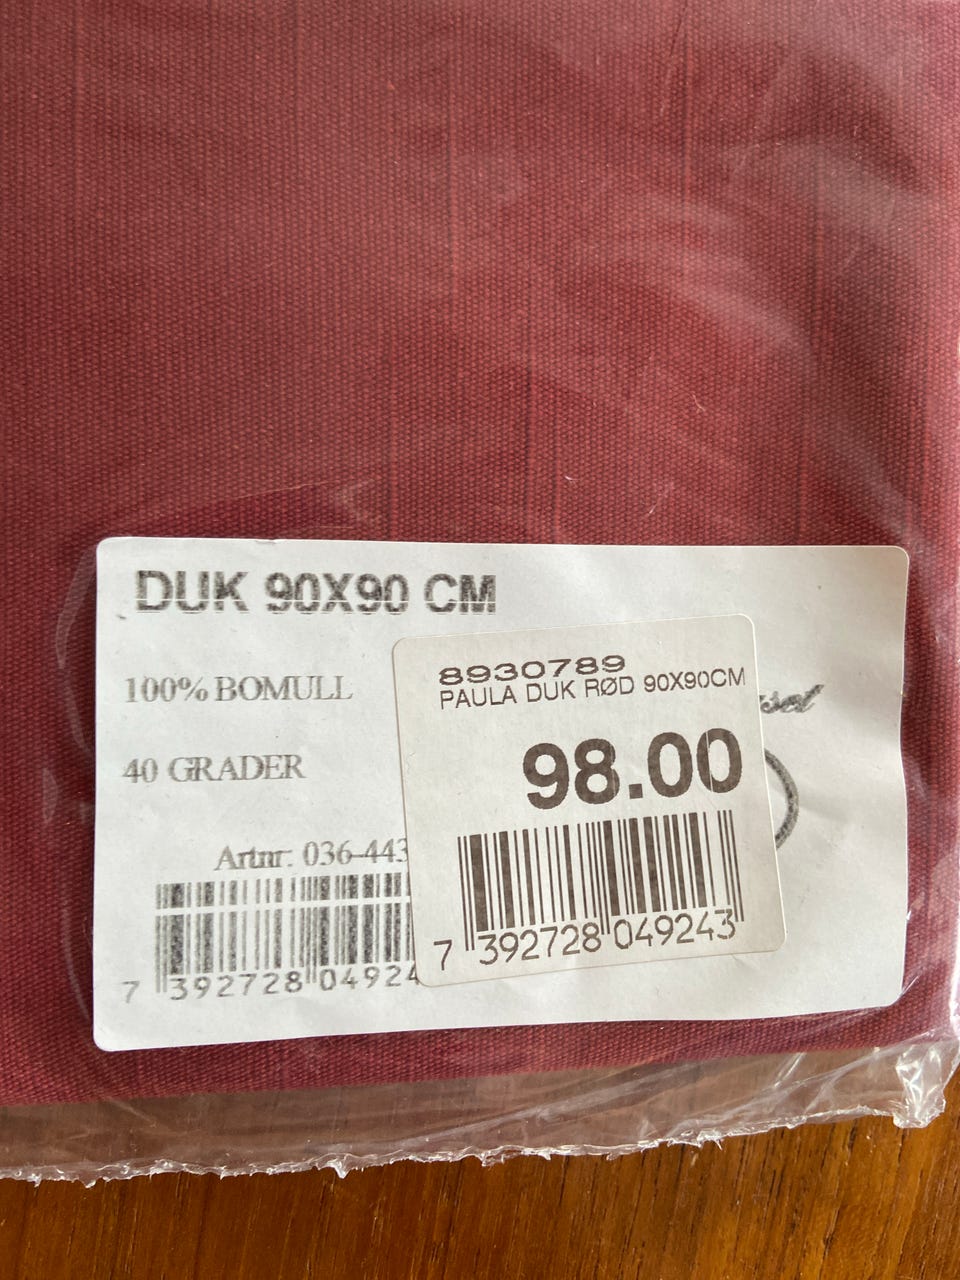 DUK 90X90 CM
100% BOMULL
40 GRADER
Artnr: 036-443
7 392728 04924
8930789
PAULA DUK RØD 90X90CM
98.00
7 392728 049243